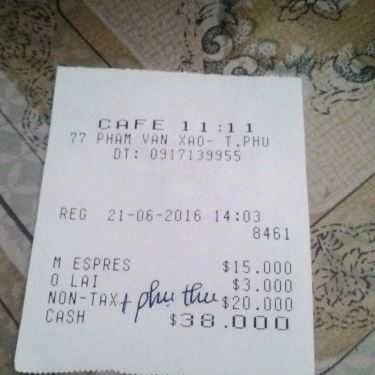 CAFE 11:11
77 PHAM VAN XAO- T.PHU
DT: 0917139955
REG 21-06-2016 14:03
8461
M ESPRES $15.000
O LAI $3.000
NON-TAX + phụ thu $20.000
CASH $38.000